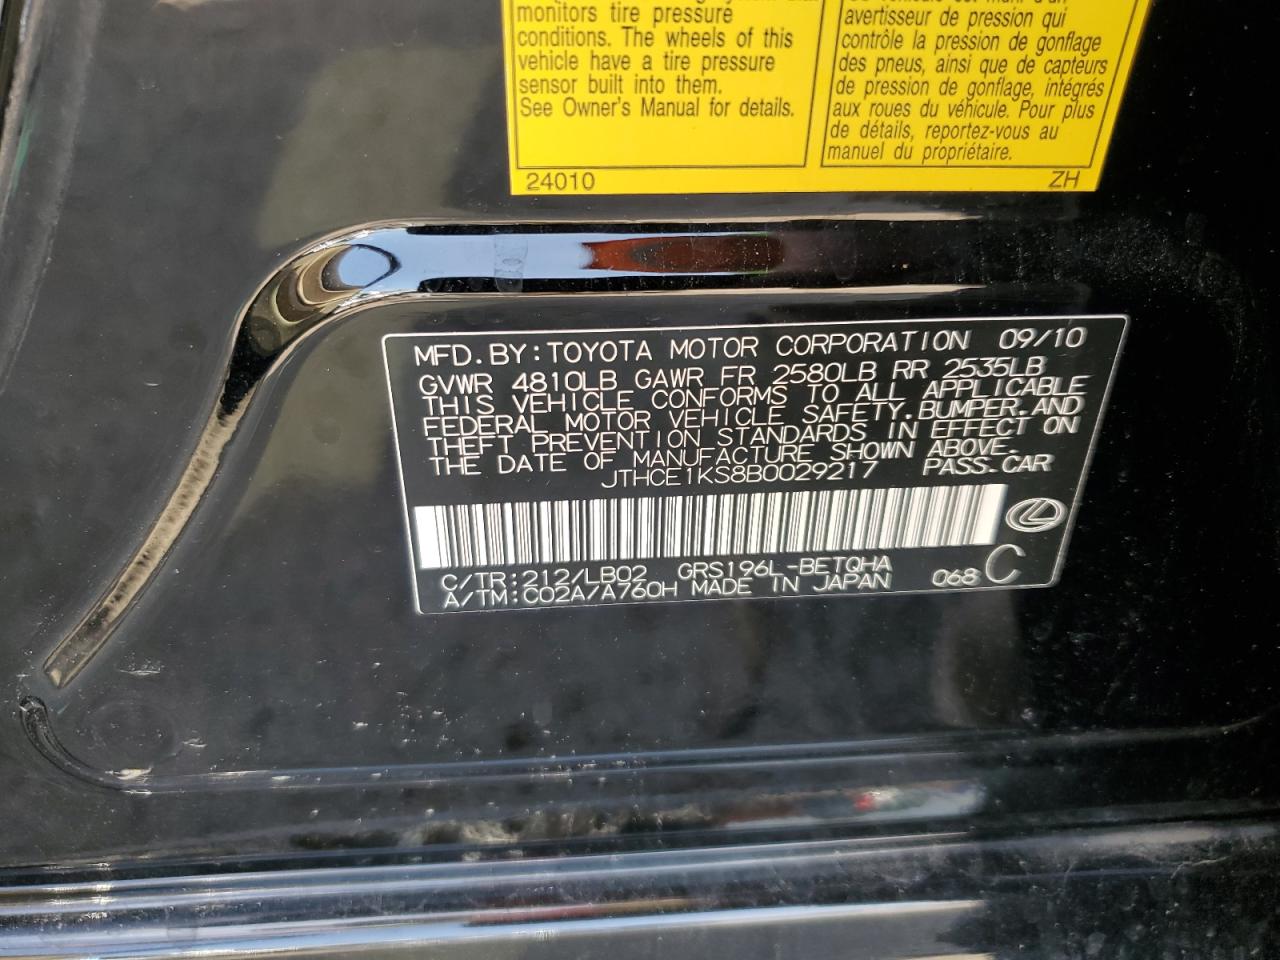 monitors tire pressure
conditions. The wheels of this
vehicle have a tire pressure
sensor built into them.
See Owner's Manual for details.
avertisseur de pression qui
contrôle la pression de gonflage
des pneus, ainsi que de capteurs
de pression de gonflage, intégrés
aux roues du véhicule. Pour plus
de détails, reportez-vous au
manuel du propriétaire.
24010
ZH
MFD. BY: TOYOTA MOTOR CORPORATION 09/10
GVWR 4810LB GAWR FR 2580LB RR 2535LB
THIS VEHICLE CONFORMS TO ALL APPLICABLE
FEDERAL MOTOR VEHICLE SAFETY, BUMPER, AND
THEFT PREVENTION STANDARDS IN EFFECT ON
THE DATE OF MANUFACTURE SHOWN ABOVE.
JTHCE1KS8B0029217 PASS. CAR
C/TR: 212/LB02 GRS196L-BETQHA
A/TM: C02A/A760H MADE IN JAPAN 068 C